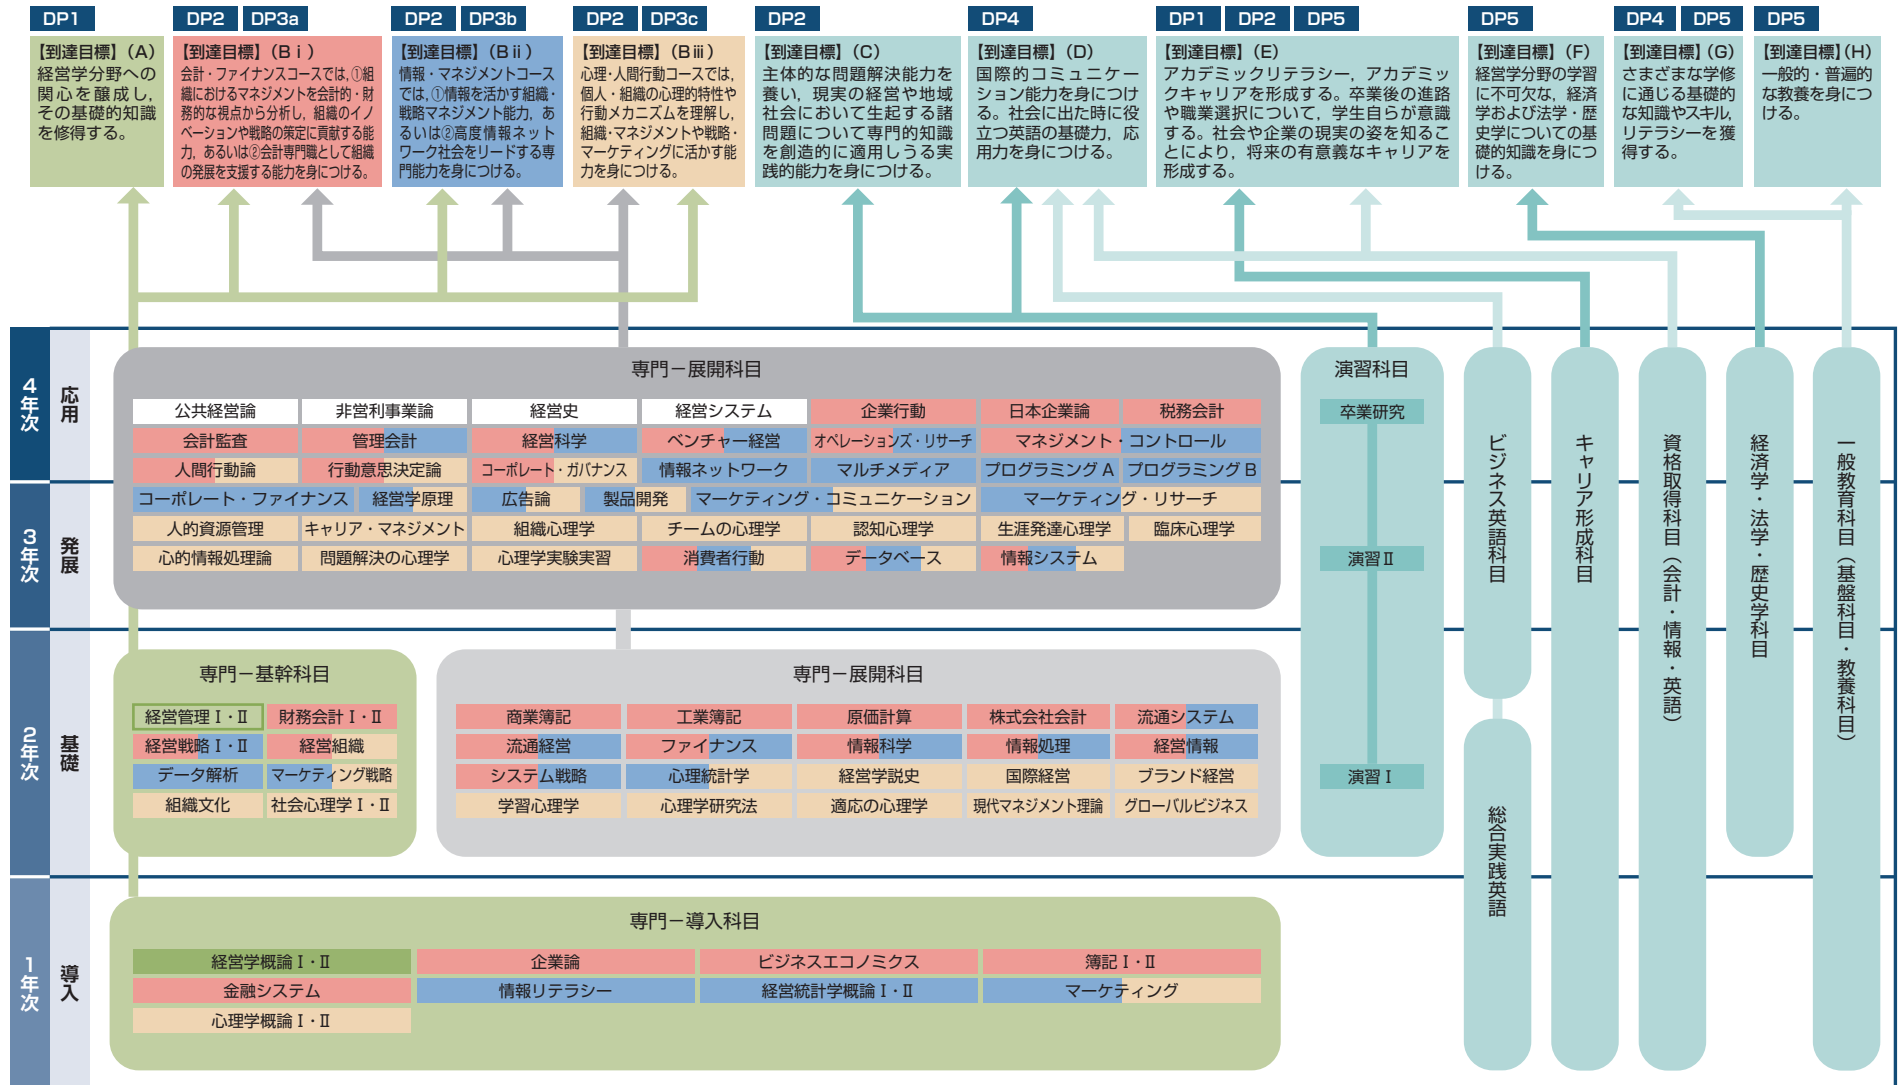 DP1
DP2 DP3a
DP2 DP3b
DP2 DP3c
DP2
DP4
DP1 DP2 DP5
DP5
DP4 DP5
DP5
【到達目標】(A)
経営学分野への
関心を醸成し,
その基礎的知識
を修得する。
【到達目標】(Bⅰ)
会計・ファイナンスコースでは,①組
織におけるマネジメントを会計的・財
務的な視点から分析し,組織のイノ
ベーションや戦略の策定に貢献する能
力,あるいは②会計専門職として組織
の発展を支援する能力を身につける。
【到達目標】(Bⅱ)
情報・マネジメントコース
では,①情報を活かす組織・
戦略マネジメント能力,あ
るいは②高度情報ネット
ワーク社会をリードする専
門能力を身につける。
【到達目標】(Bⅲ)
心理・人間行動コースでは,
個人・組織の心理的特性や
行動メカニズムを理解し,
組織・マネジメントや戦略・
マーケティングに活かす能
力を身につける。
【到達目標】(C)
主体的な問題解決能力を
養い,現実の経営や地域
社会において生起する諸
問題について専門的知識
を創造的に適用しうる実
践的能力を身につける。
【到達目標】(D)
国際的コミュニケー
ション能力を身につけ
る。社会に出た時に役
立つ英語の基礎力,応
用力を身につける。
【到達目標】(E)
アカデミックリテラシー,アカデミッ
クキャリアを形成する。卒業後の進路
や職業選択について,学生自らが意識
する。社会や企業の現実の姿を知るこ
とにより,将来の有意義なキャリアを
形成する。
【到達目標】(F)
経営学分野の学習
に不可欠な,経済
学および法学・歴
史学についての基
礎的知識を身につ
ける。
【到達目標】(G)
さまざまな学修
に通じる基礎的
な知識やスキル,
リテラシーを獲
得する。
【到達目標】(H)
一般的・普遍的
な教養を身につ
ける。
4年次
応用
専門－展開科目
公共経営論 非営利事業論 経営史 経営システム 企業行動 日本企業論 税務会計
会計監査 管理会計 経営科学 ベンチャー経営 オペレーションズ・リサーチ マネジメント・コントロール
人間行動論 行動意思決定論 コーポレート・ガバナンス 情報ネットワーク マルチメディア プログラミング A プログラミング B
コーポレート・ファイナンス 経営学原理 広告論 製品開発 マーケティング・コミュニケーション マーケティング・リサーチ
3年次
発展
人的資源管理 キャリア・マネジメント 組織心理学 チームの心理学 認知心理学 生涯発達心理学 臨床心理学
心的情報処理論 問題解決の心理学 心理学実験実習 消費者行動 データベース 情報システム
演習科目
卒業研究
演習Ⅱ
演習Ⅰ
ビジネス英語科目
総合実践英語
キャリア形成科目
資格取得科目(会計・情報・英語)
経済学・法学・歴史学科目
一般教育科目(基盤科目・教養科目)
2年次
基礎
専門－基幹科目
経営管理Ⅰ・Ⅱ 財務会計Ⅰ・Ⅱ
経営戦略Ⅰ・Ⅱ 経営組織
データ解析 マーケティング戦略
組織文化 社会心理学Ⅰ・Ⅱ
専門－展開科目
商業簿記 工業簿記 原価計算 株式会社会計 流通システム
流通経営 ファイナンス 情報科学 情報処理 経営情報
システム戦略 心理統計学 経営学説史 国際経営 ブランド経営
学習心理学 心理学研究法 適応の心理学 現代マネジメント理論 グローバルビジネス
1年次
導入
専門－導入科目
経営学概論Ⅰ・Ⅱ 企業論 ビジネスエコノミクス 簿記Ⅰ・Ⅱ
金融システム 情報リテラシー 経営統計学概論Ⅰ・Ⅱ マーケティング
心理学概論Ⅰ・Ⅱ